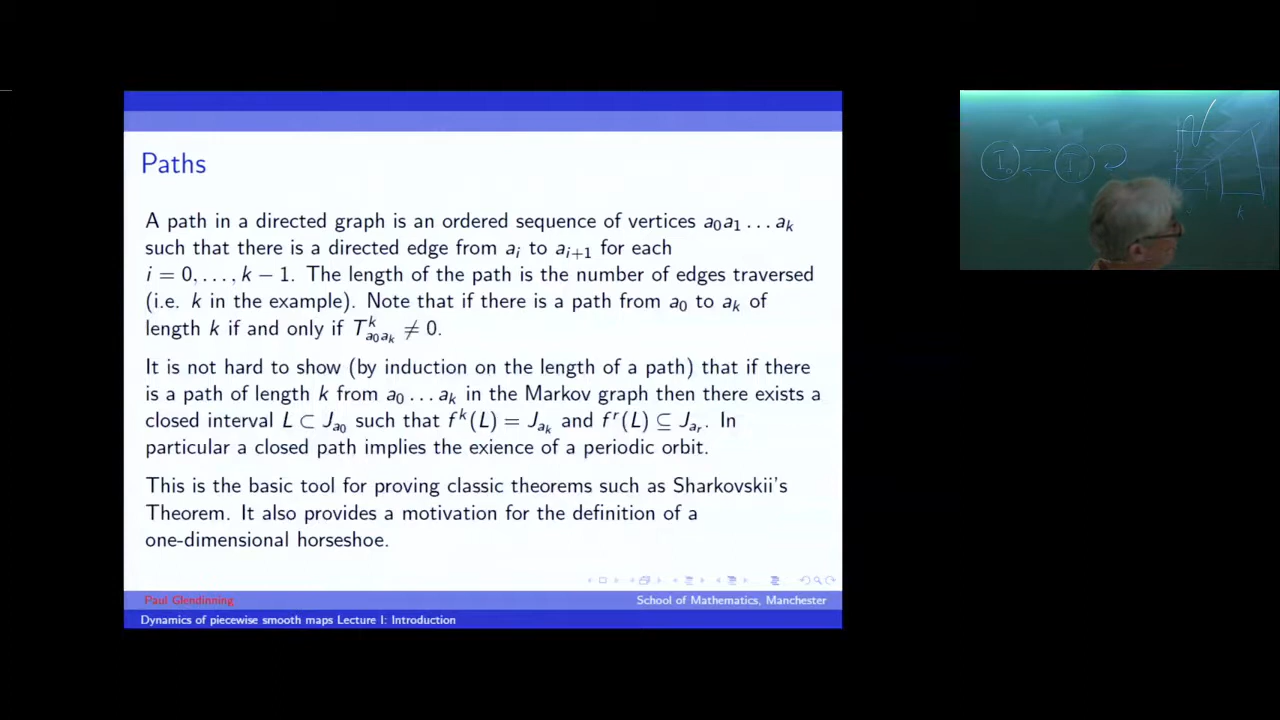 Paths
A path in a directed graph is an ordered sequence of vertices a₀a₁ … aₖ
such that there is a directed edge from aᵢ to aᵢ₊₁ for each
i = 0, …, k − 1. The length of the path is the number of edges traversed
(i.e. k in the example). Note that if there is a path from a₀ to aₖ of
length k if and only if Tᵏ_{a₀aₖ} ≠ 0.
It is not hard to show (by induction on the length of a path) that if there
is a path of length k from a₀ … aₖ in the Markov graph then there exists a
closed interval L ⊂ J_{a₀} such that fᵏ(L) = J_{aₖ} and fʳ(L) ⊆ J_{aᵣ}. In
particular a closed path implies the exience of a periodic orbit.
This is the basic tool for proving classic theorems such as Sharkovskii's
Theorem. It also provides a motivation for the definition of a
one-dimensional horseshoe.
Paul Glendinning
School of Mathematics, Manchester
Dynamics of piecewise smooth maps Lecture I: Introduction
I₀